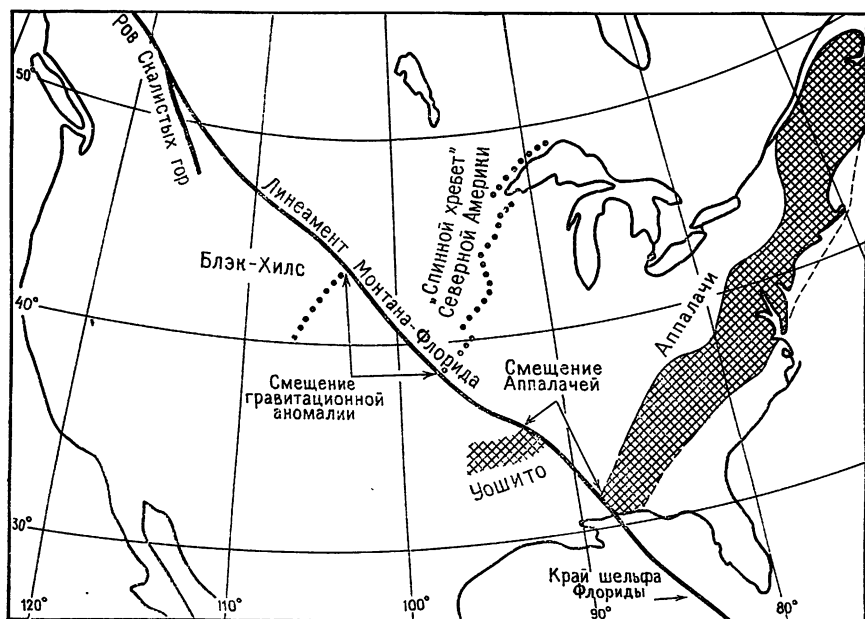 Ров Скалистых гор
50°
Линеамент Монтана-Флорида
„Спинной хребет"
Северной Америки
Блэк-Хилс
40°
Аппалачи
Смещение
гравитационной
аномалии
Смещение
Аппалачей
Уошито
30°
Край шельфа
Флориды
120°
110°
100°
90°
80°